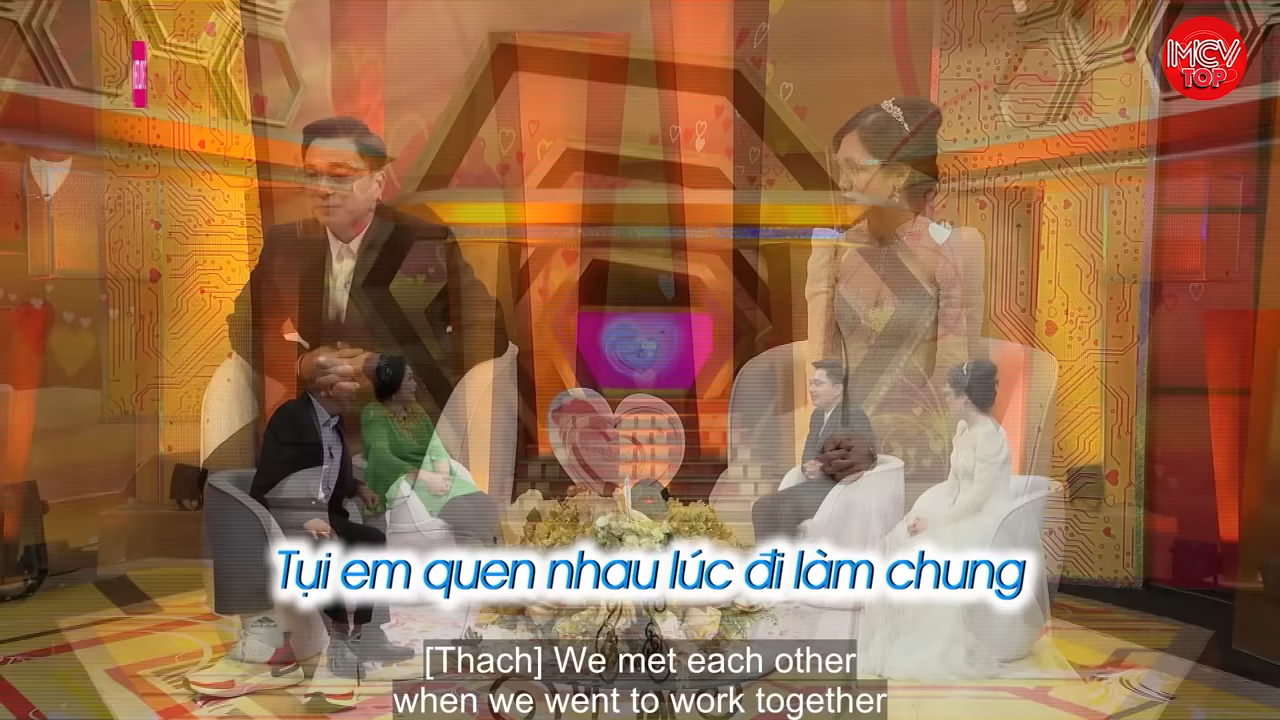 MCV
TOP
Tụi em quen nhau lúc đi làm chung
[Thach] We met each other
when we went to work together